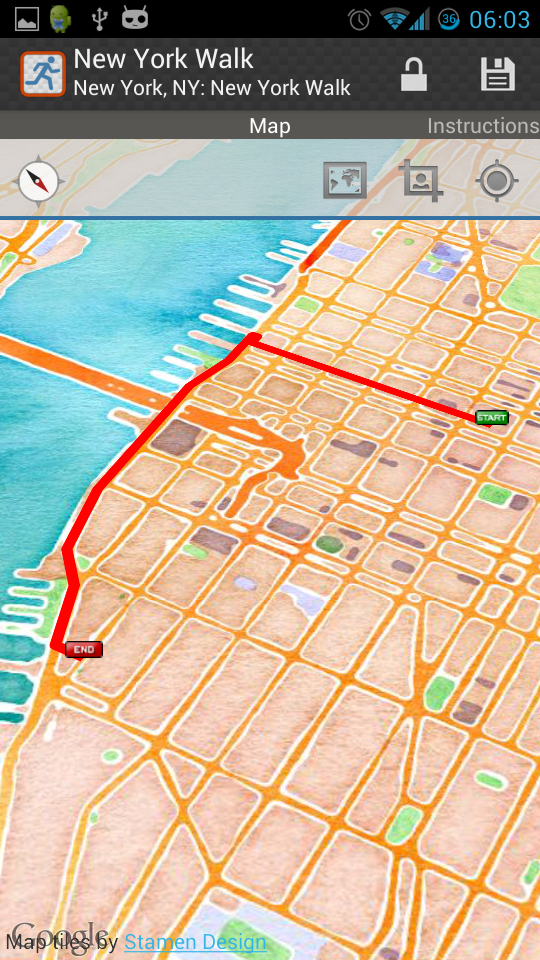 36 06:03
New York Walk
New York, NY: New York Walk
Map Instructions
START
END
Google
Map tiles by Stamen Design